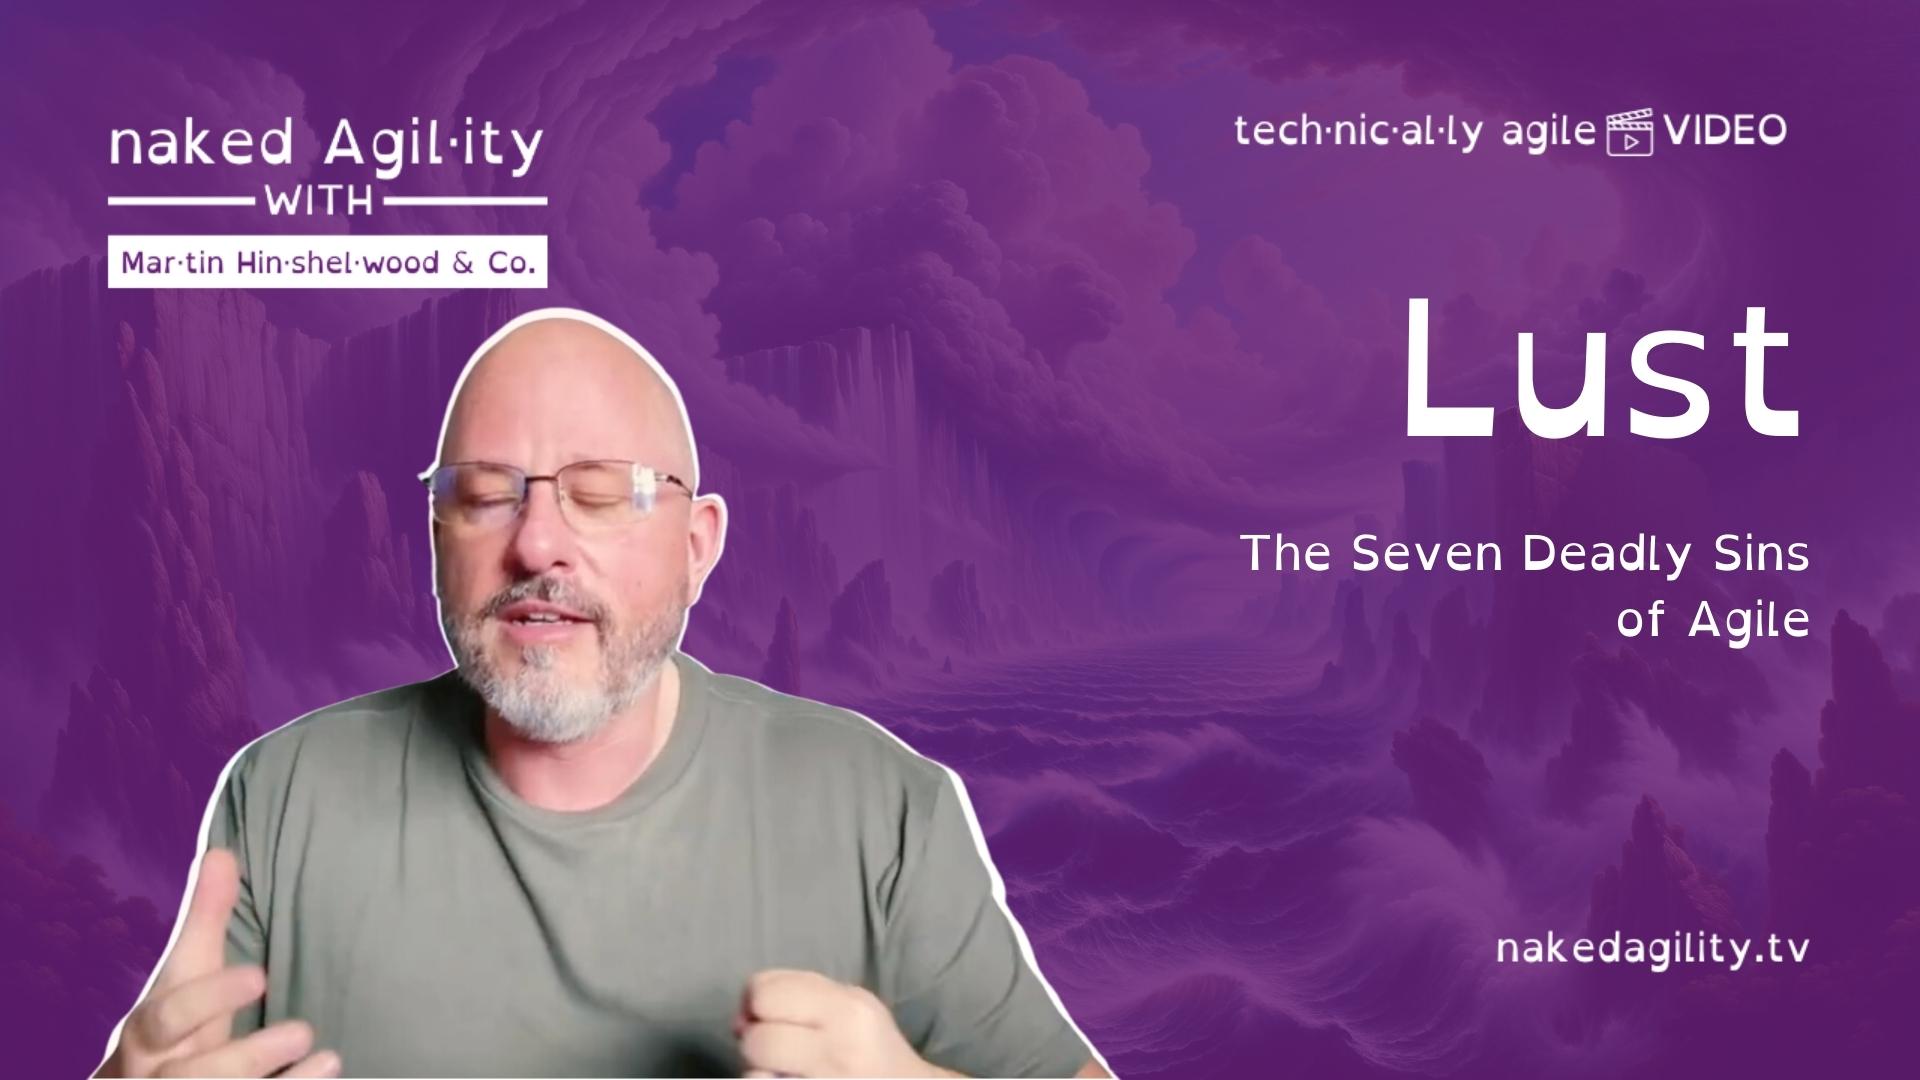 naked Agil·ity
WITH
Mar·tin Hin·shel·wood & Co.
tech·nic·al·ly agile VIDEO
Lust
The Seven Deadly Sins
of Agile
nakedagility.tv